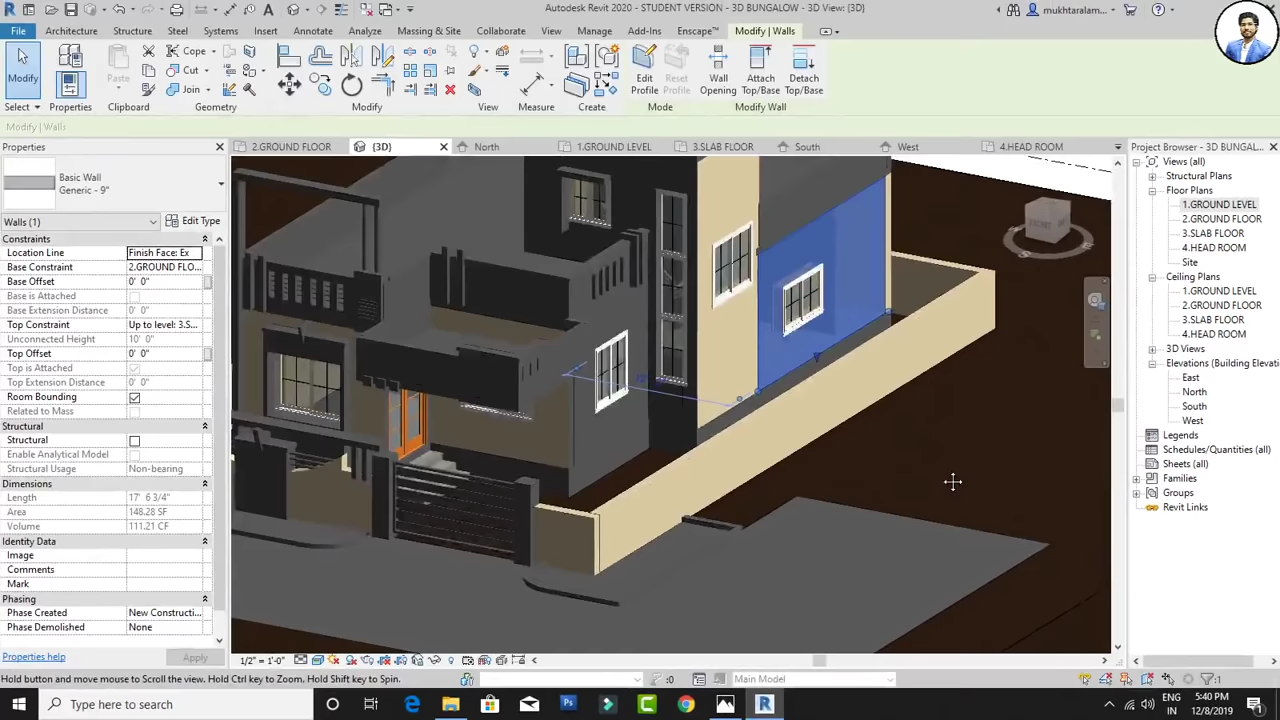 Autodesk Revit 2020 - STUDENT VERSION - 3D BUNGALOW - 3D View: {3D}
mukhtaralam...
File Architecture Structure Steel Systems Insert Annotate Analyze Massing & Site Collaborate View Manage Add-Ins Enscape™ Modify | Walls
Modify
Paste
Cope
Cut
Join
Edit Profile
Reset Profile
Wall Opening
Attach Top/Base
Detach Top/Base
Select Properties Clipboard Geometry Modify View Measure Create Mode Modify Wall
Modify | Walls
Properties
2.GROUND FLOOR {3D} North 1.GROUND LEVEL 3.SLAB FLOOR South West 4.HEAD ROOM
Project Browser - 3D BUNGAL...
Basic Wall
Generic - 9"
Walls (1) Edit Type
Constraints
Location Line Finish Face: Ex
Base Constraint 2.GROUND FLO...
Base Offset 0' 0"
Base is Attached
Base Extension Distance 0' 0"
Top Constraint Up to level: 3.S...
Unconnected Height 10' 0"
Top Offset 0' 0"
Top is Attached
Top Extension Distance 0' 0"
Room Bounding
Related to Mass
Structural
Structural
Enable Analytical Model
Structural Usage Non-bearing
Dimensions
Length 17' 6 3/4"
Area 148.28 SF
Volume 111.21 CF
Identity Data
Image
Comments
Mark
Phasing
Phase Created New Constructi...
Phase Demolished None
Properties help Apply
Views (all)
Structural Plans
Floor Plans
1.GROUND LEVEL
2.GROUND FLOOR
3.SLAB FLOOR
4.HEAD ROOM
Site
Ceiling Plans
1.GROUND LEVEL
2.GROUND FLOOR
3.SLAB FLOOR
4.HEAD ROOM
3D Views
Elevations (Building Elevati
East
North
South
West
Legends
Schedules/Quantities (all)
Sheets (all)
Families
Groups
Revit Links
1/2" = 1'-0"
Hold button and move mouse to Scroll the view. Hold Ctrl key to Zoom. Hold Shift key to Spin.
:0
Main Model
:1
Type here to search
ENG
IN
5:40 PM
12/8/2019